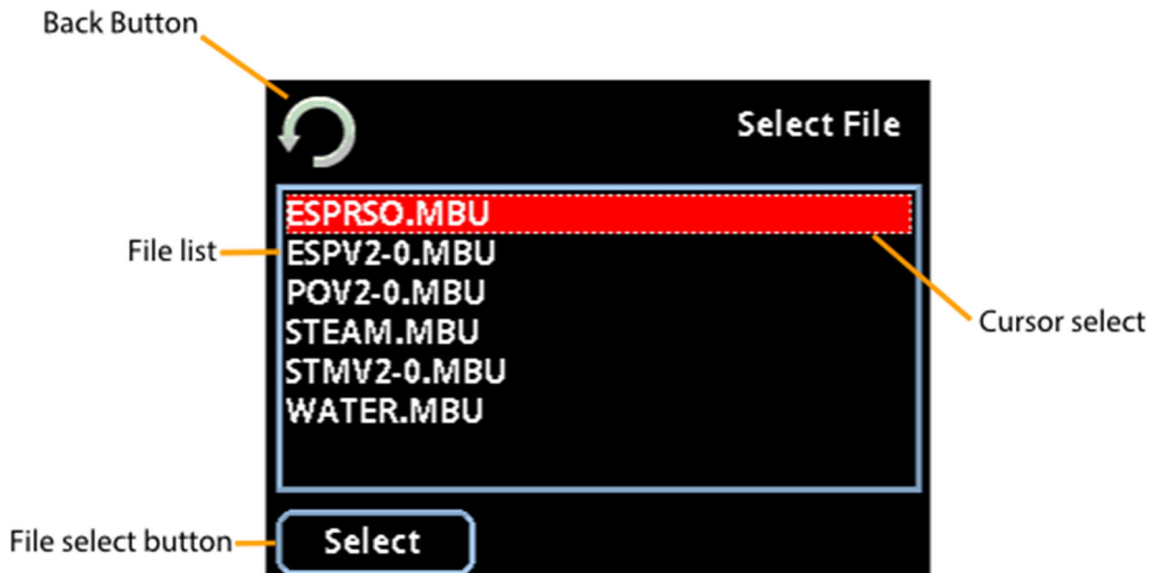 Back Button
Select File
ESPRSO.MBU
File list
ESPV2-0.MBU
POV2-0.MBU
Cursor select
STEAM.MBU
STMV2-0.MBU
WATER.MBU
File select button
Select